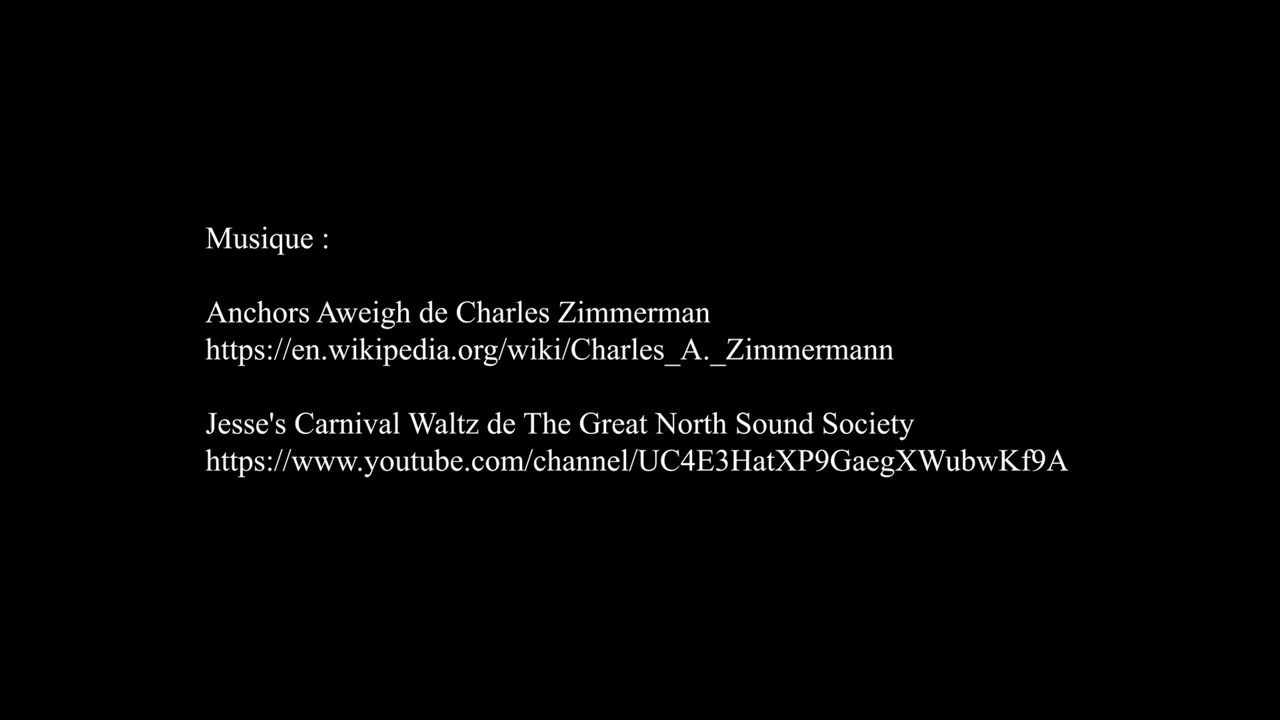 Musique :
Anchors Aweigh de Charles Zimmerman
https://en.wikipedia.org/wiki/Charles_A._Zimmermann
Jesse's Carnival Waltz de The Great North Sound Society
https://www.youtube.com/channel/UC4E3HatXP9GaegXWubwKf9A